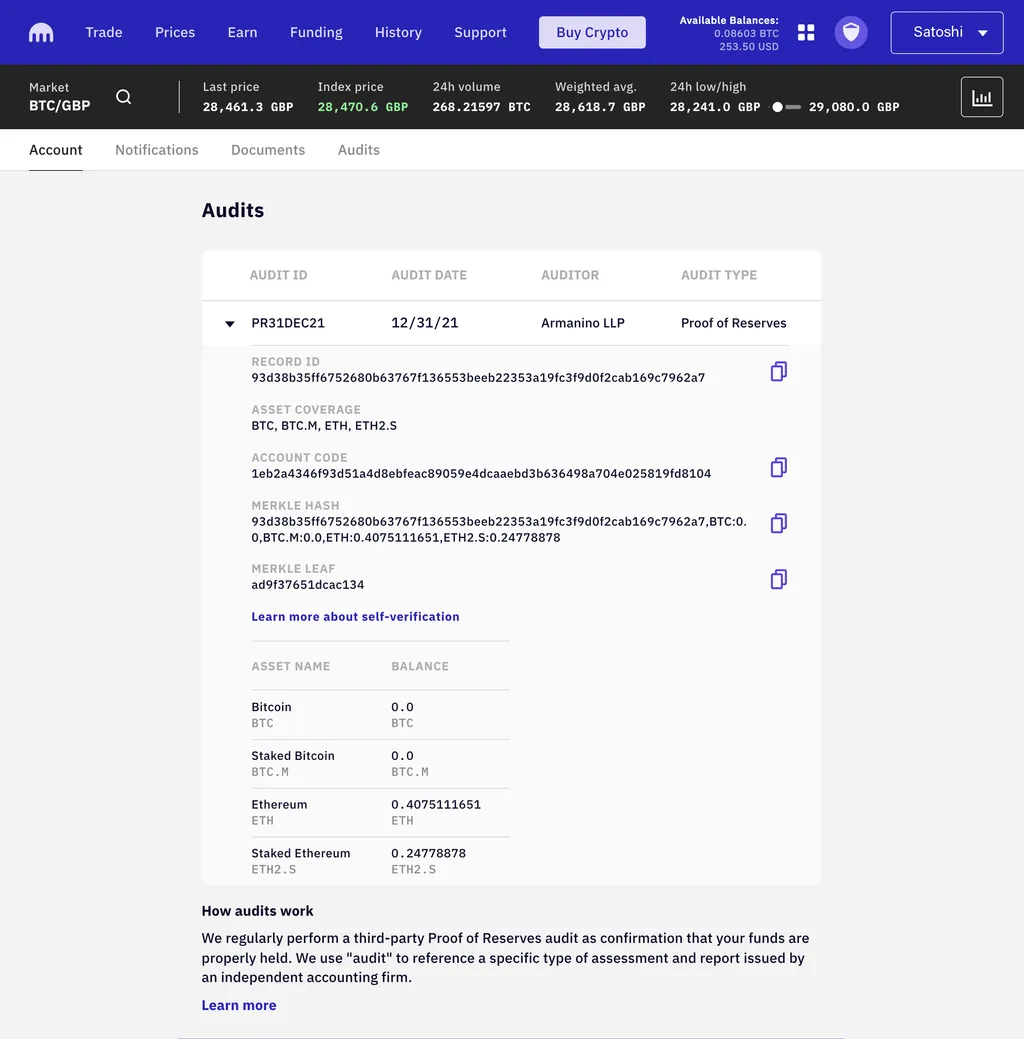 Trade Prices Earn Funding History Support Buy Crypto
Available Balances:
0.08603 BTC
253.50 USD
Satoshi
Market
BTC/GBP
Last price Index price 24h volume Weighted avg. 24h low/high
28,461.3 GBP 28,470.6 GBP 268.21597 BTC 28,618.7 GBP 28,241.0 GBP 29,080.0 GBP
Account Notifications Documents Audits
Audits
AUDIT ID AUDIT DATE AUDITOR AUDIT TYPE
PR31DEC21 12/31/21 Armanino LLP Proof of Reserves
RECORD ID
93d38b35ff6752680b63767f136553beeb22353a19fc3f9d0f2cab169c7962a7
ASSET COVERAGE
BTC, BTC.M, ETH, ETH2.S
ACCOUNT CODE
1eb2a4346f93d51a4d8ebfeac89059e4dcaaebd3b636498a704e025819fd8104
MERKLE HASH
93d38b35ff6752680b63767f136553beeb22353a19fc3f9d0f2cab169c7962a7,BTC:0.
0,BTC.M:0.0,ETH:0.4075111651,ETH2.S:0.24778878
MERKLE LEAF
ad9f37651dcac134
Learn more about self-verification
ASSET NAME BALANCE
Bitcoin 0.0
BTC BTC
Staked Bitcoin 0.0
BTC.M BTC.M
Ethereum 0.4075111651
ETH ETH
Staked Ethereum 0.24778878
ETH2.S ETH2.S
How audits work
We regularly perform a third-party Proof of Reserves audit as confirmation that your funds are
properly held. We use "audit" to reference a specific type of assessment and report issued by
an independent accounting firm.
Learn more